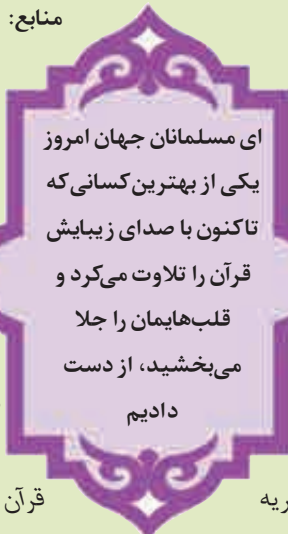 منابع:
ای مسلمانان جهان امروز
یکی از بهترین کسانی‌که
تاکنون با صدای زیبایش
قرآن را تلاوت می‌کرد و
قلب‌هایمان را جلا
می‌بخشید، از دست
دادیم
ریه
قرآن